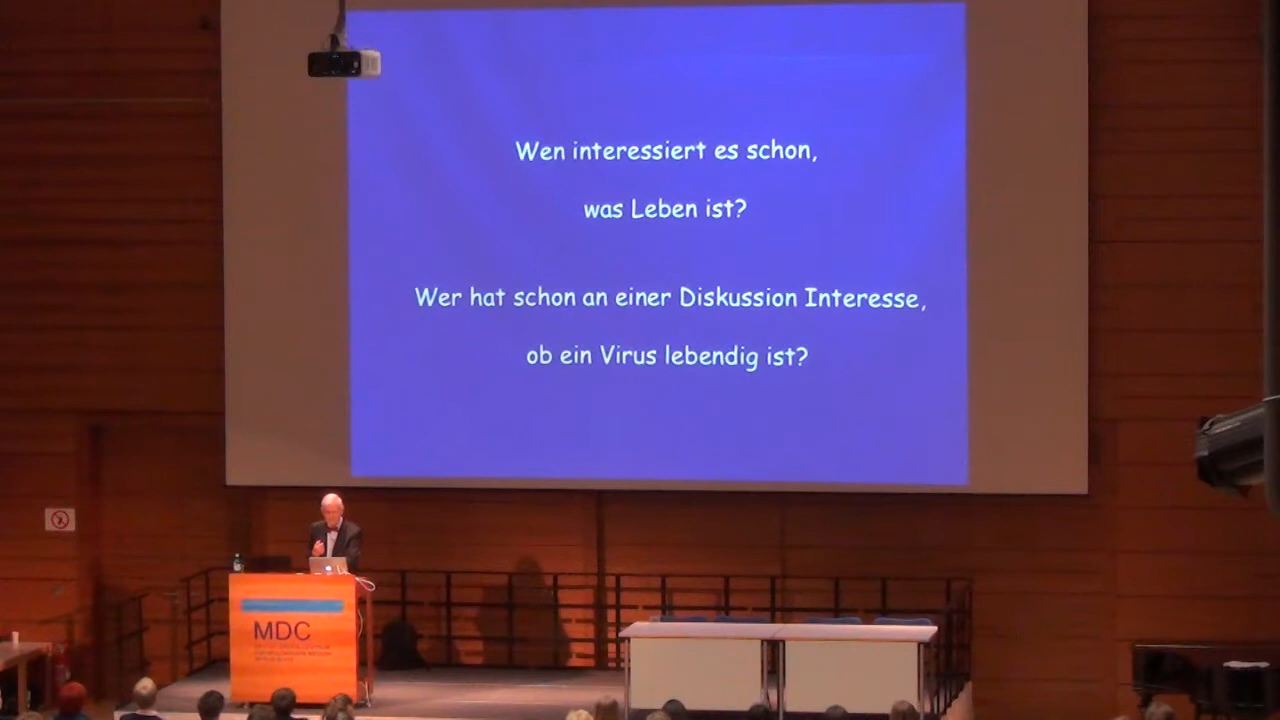 Wen interessiert es schon,
was Leben ist?
Wer hat schon an einer Diskussion Interesse,
ob ein Virus lebendig ist?
MDC